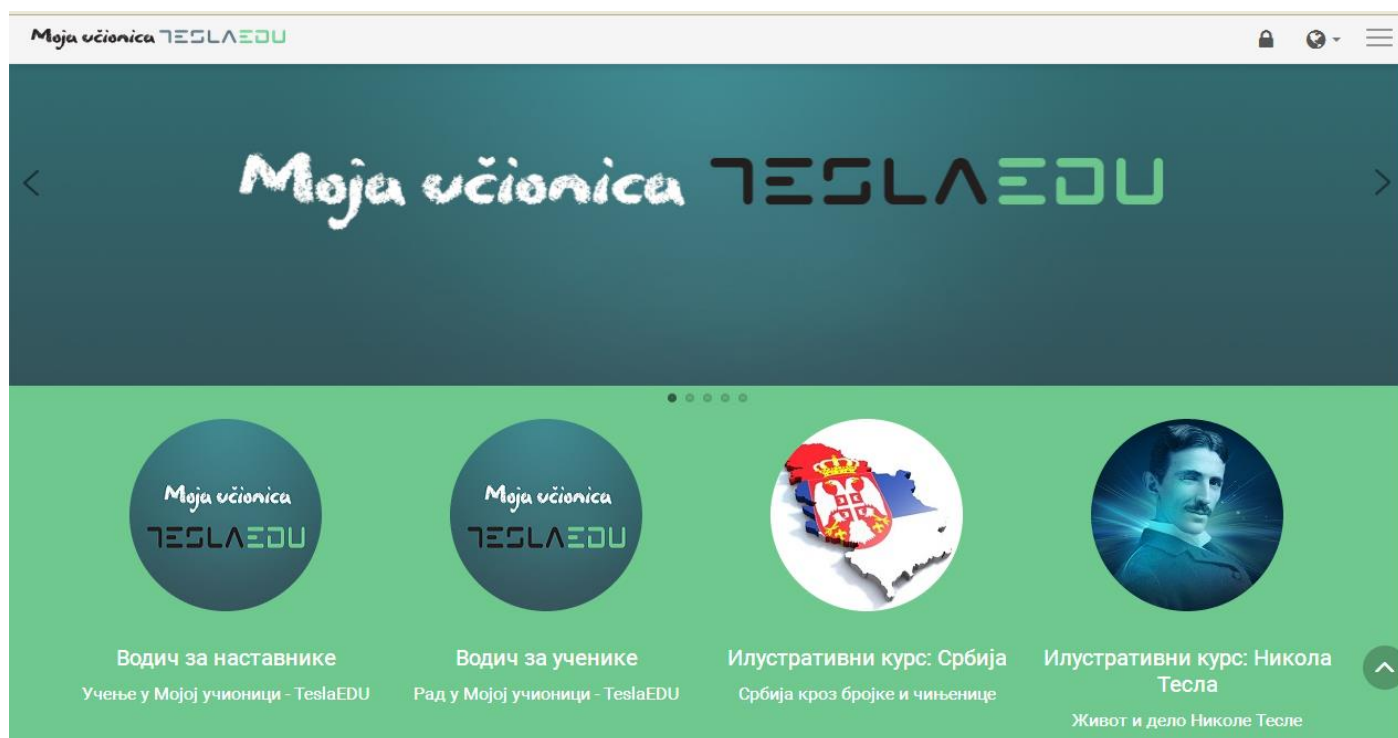 Moja učionica TESLAEDU
Moja učionica TESLAEDU
Moja učionica
TESLAEDU
Moja učionica
TESLAEDU
Водич за наставнике
Учење у Мојој учионици - TeslaEDU
Водич за ученике
Рад у Мојој учионици - TeslaEDU
Илустративни курс: Србија
Србија кроз бројке и чињенице
Илустративни курс: Никола
Тесла
Живот и дело Николе Тесле